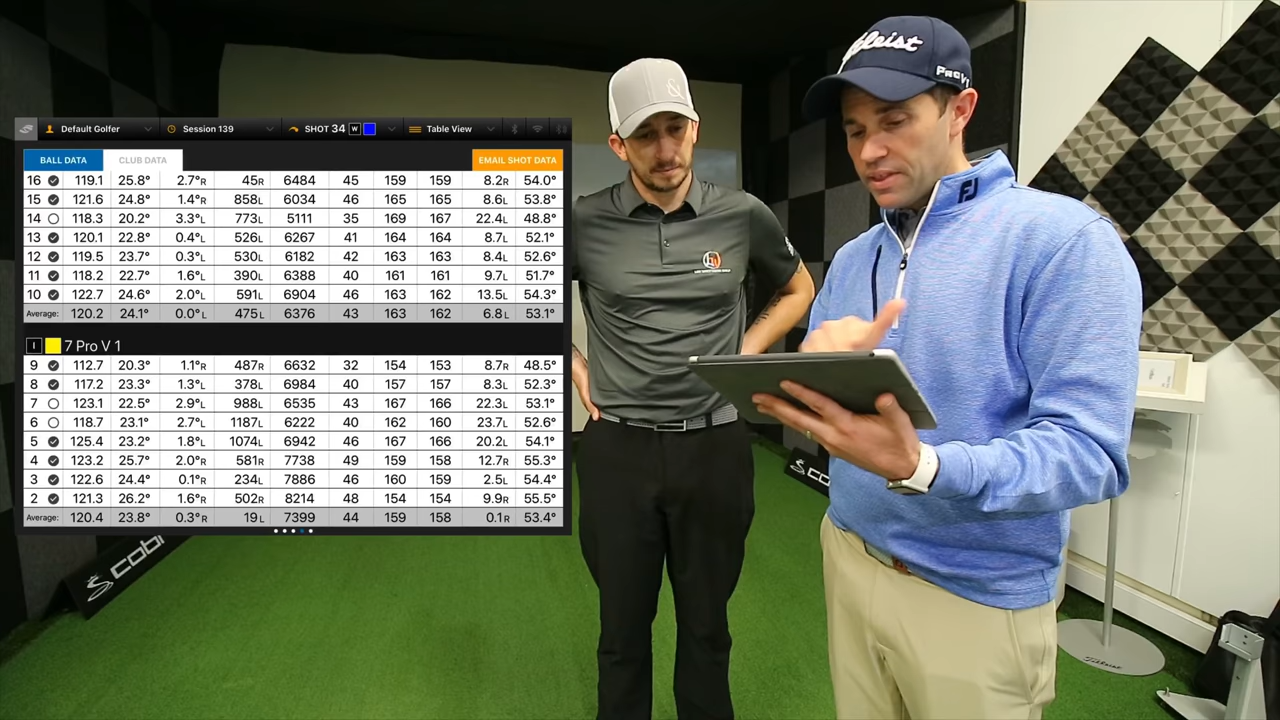 Default Golfer Session 139 SHOT 34 W Table View
BALL DATA CLUB DATA EMAIL SHOT DATA
16 119.1 25.8° 2.7°R 45R 6484 45 159 159 8.2R 54.0°
15 121.6 24.8° 1.4°R 858L 6034 46 165 165 8.6L 53.8°
14 118.3 20.2° 3.3°L 773L 5111 35 169 167 22.4L 48.8°
13 120.1 22.8° 0.4°L 526L 6267 41 164 164 8.7L 52.1°
12 119.5 23.7° 0.3°L 530L 6182 42 163 163 8.4L 52.6°
11 118.2 22.7° 1.6°L 390L 6388 40 161 161 9.7L 51.7°
10 122.7 24.6° 2.0°L 591L 6904 46 163 162 13.5L 54.3°
Average: 120.2 24.1° 0.0°L 475L 6376 43 163 162 6.8L 53.1°
I 7 Pro V 1
9 112.7 20.3° 1.1°R 487R 6632 32 154 153 8.7R 48.5°
8 117.2 23.3° 1.3°L 378L 6984 40 157 157 8.3L 52.3°
7 123.1 22.5° 2.9°L 988L 6535 43 167 166 22.3L 53.1°
6 118.7 23.1° 2.7°L 1187L 6222 40 162 160 23.7L 52.6°
5 125.4 23.2° 1.8°L 1074L 6942 46 167 166 20.2L 54.1°
4 123.2 25.7° 2.0°R 581R 7738 49 159 158 12.7R 55.3°
3 122.6 24.4° 0.1°R 234L 7886 46 160 159 2.5L 54.4°
2 121.3 26.2° 1.6°R 502R 8214 48 154 154 9.9R 55.5°
Average: 120.4 23.8° 0.3°R 19L 7399 44 159 158 0.1R 53.4°
Titleist
ProV1
FJ
cobr
co
Titleist